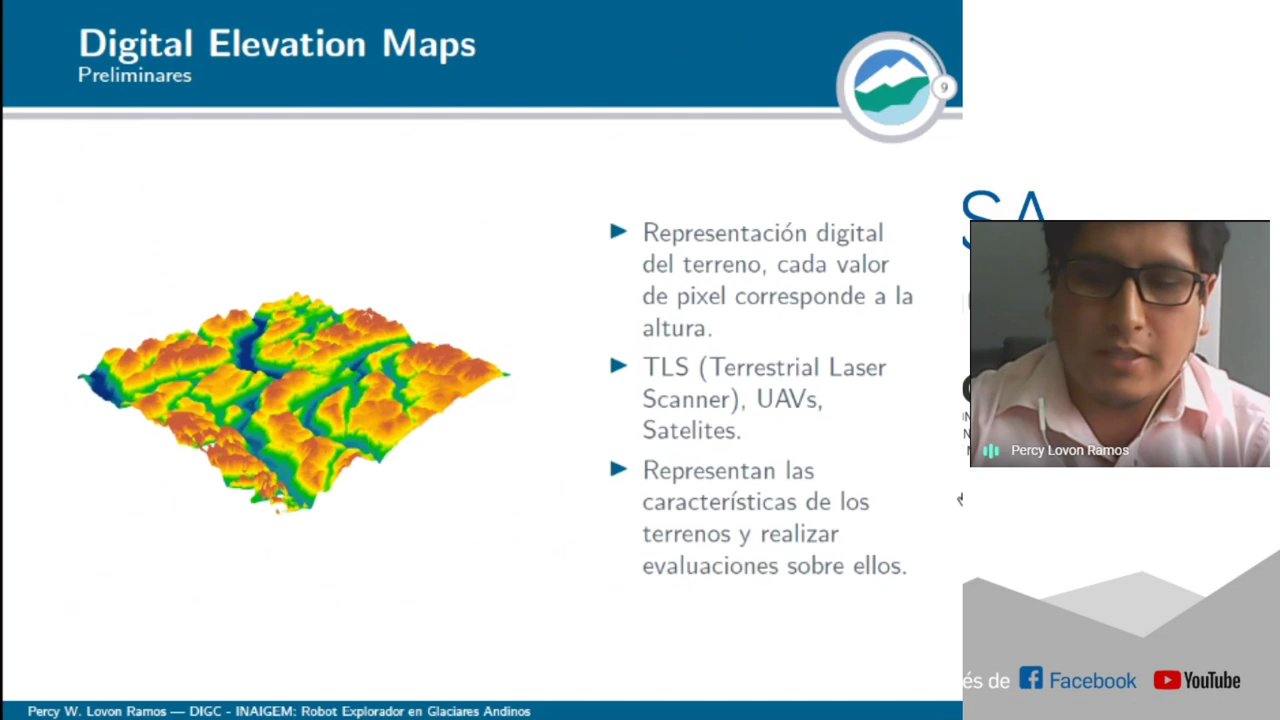 Digital Elevation Maps
Preliminares
9
Representación digital
del terreno, cada valor
de pixel corresponde a la
altura.
TLS (Terrestrial Laser
Scanner), UAVs,
Satelites.
Representan las
características de los
terrenos y realizar
evaluaciones sobre ellos.
Percy W. Lovon Ramos — DIGC - INAIGEM: Robot Explorador en Glaciares Andinos
SA
Percy Lovon Ramos
és de Facebook YouTube